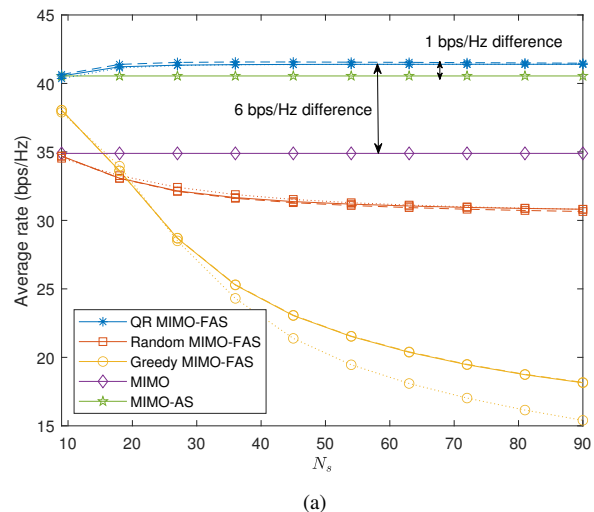 1 bps/Hz difference
6 bps/Hz difference
Average rate (bps/Hz)
45
40
35
30
25
20
15
QR MIMO-FAS
Random MIMO-FAS
Greedy MIMO-FAS
MIMO
MIMO-AS
10 20 30 40 50 60 70 80 90
N_s
(a)